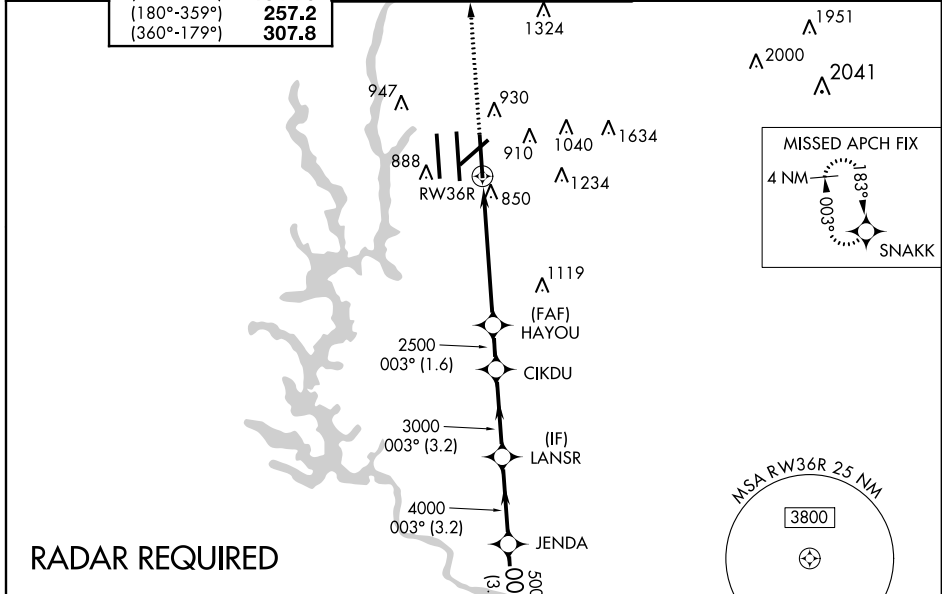 (180°-359°) 257.2
(360°-179°) 307.8
1324
1951
2000
2041
947
930
910
1040
1634
888
RW36R
850
1234
MISSED APCH FIX
4 NM
183°
003°
SNAKK
1119
(FAF)
HAYOU
2500
003° (1.6)
CIKDU
3000
003° (3.2)
(IF)
LANSR
4000
003° (3.2)
JENDA
RADAR REQUIRED
MSA RW36R 25 NM
3800